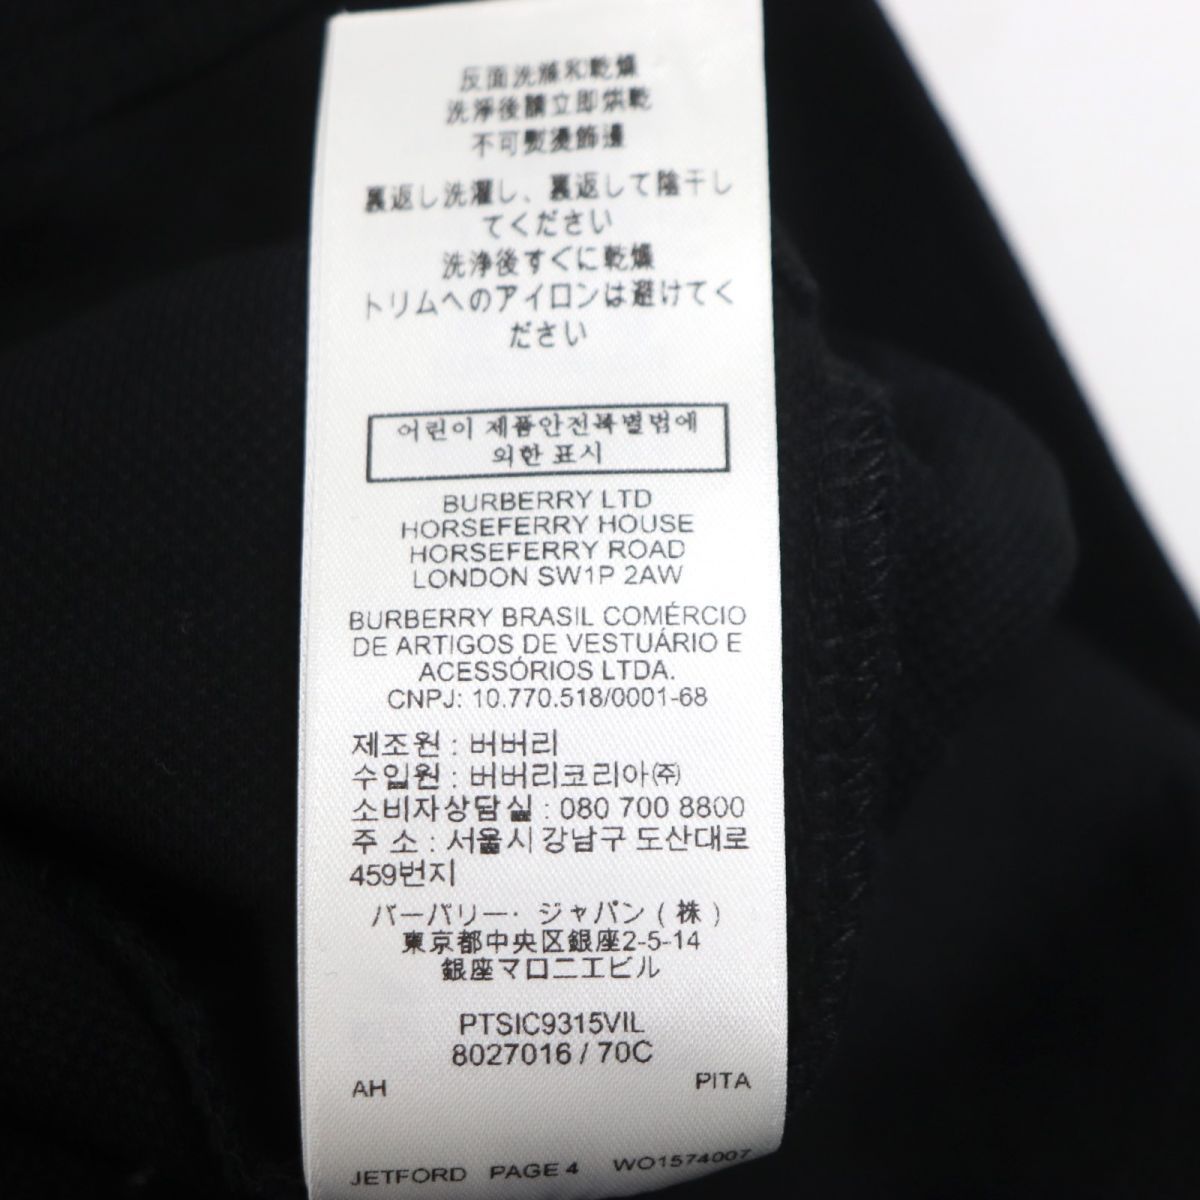 反面洗滌和乾燥
洗淨後請立即烘乾
不可熨燙飾邊
裏返し洗濯し、裏返して陰干し
てください
洗浄後すぐに乾燥
トリムへのアイロンは避けてく
ださい
어린이 제품안전특별법에
의한 표시
BURBERRY LTD
HORSEFERRY HOUSE
HORSEFERRY ROAD
LONDON SW1P 2AW
BURBERRY BRASIL COMÉRCIO
DE ARTIGOS DE VESTUÁRIO E
ACESSÓRIOS LTDA.
CNPJ: 10.770.518/0001-68
제조원 : 버버리
수입원 : 버버리코리아㈜
소비자상담실 : 080 700 8800
주 소 : 서울시 강남구 도산대로
459번지
バーバリー・ジャパン(株)
東京都中央区銀座2-5-14
銀座マロニエビル
PTSIC9315VIL
8027016 / 70C
AH PITA
JETFORD PAGE 4 WO1574007